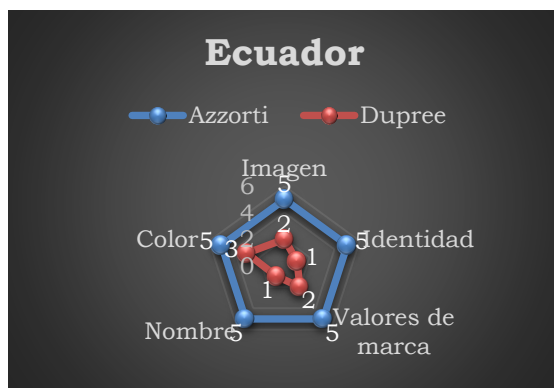 Ecuador
Azzorti
Dupree
Imagen
5
6
4
2
0
2
Color
5
3
1
5
Identidad
1
2
Nombre
5
5
Valores de
marca